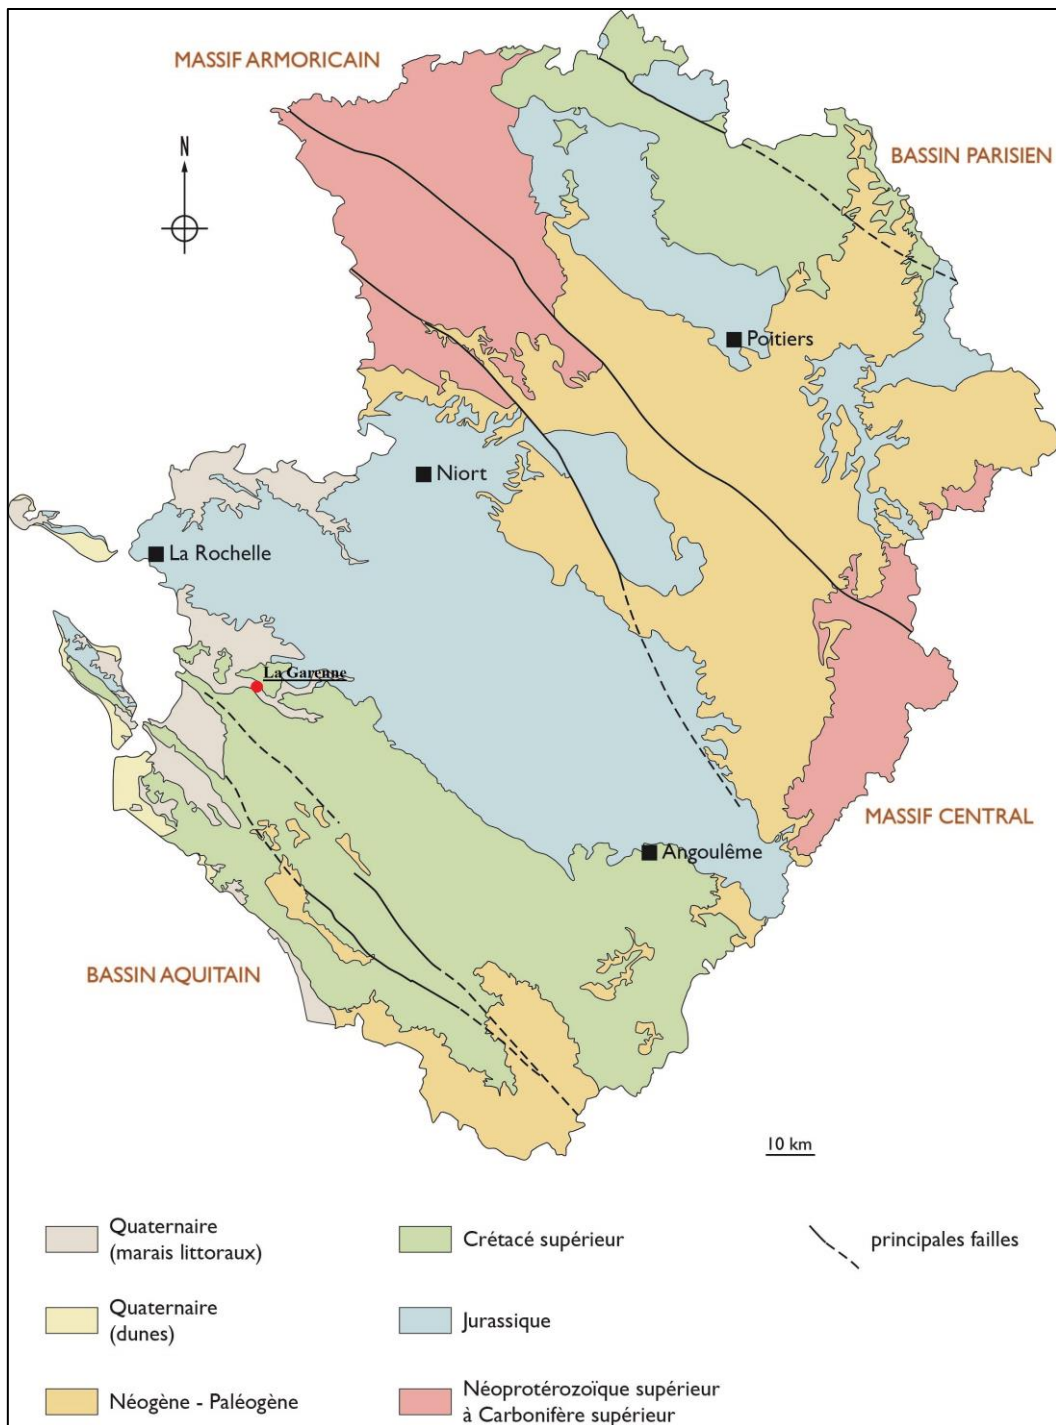 MASSIF ARMORICAIN
N
BASSIN PARISIEN
Poitiers
Niort
La Rochelle
La Garenne
MASSIF CENTRAL
Angoulême
BASSIN AQUITAIN
10 km
Quaternaire
(marais littoraux)
Crétacé supérieur
principales failles
Quaternaire
(dunes)
Jurassique
Néogène - Paléogène
Néoprotérozoïque supérieur
à Carbonifère supérieur